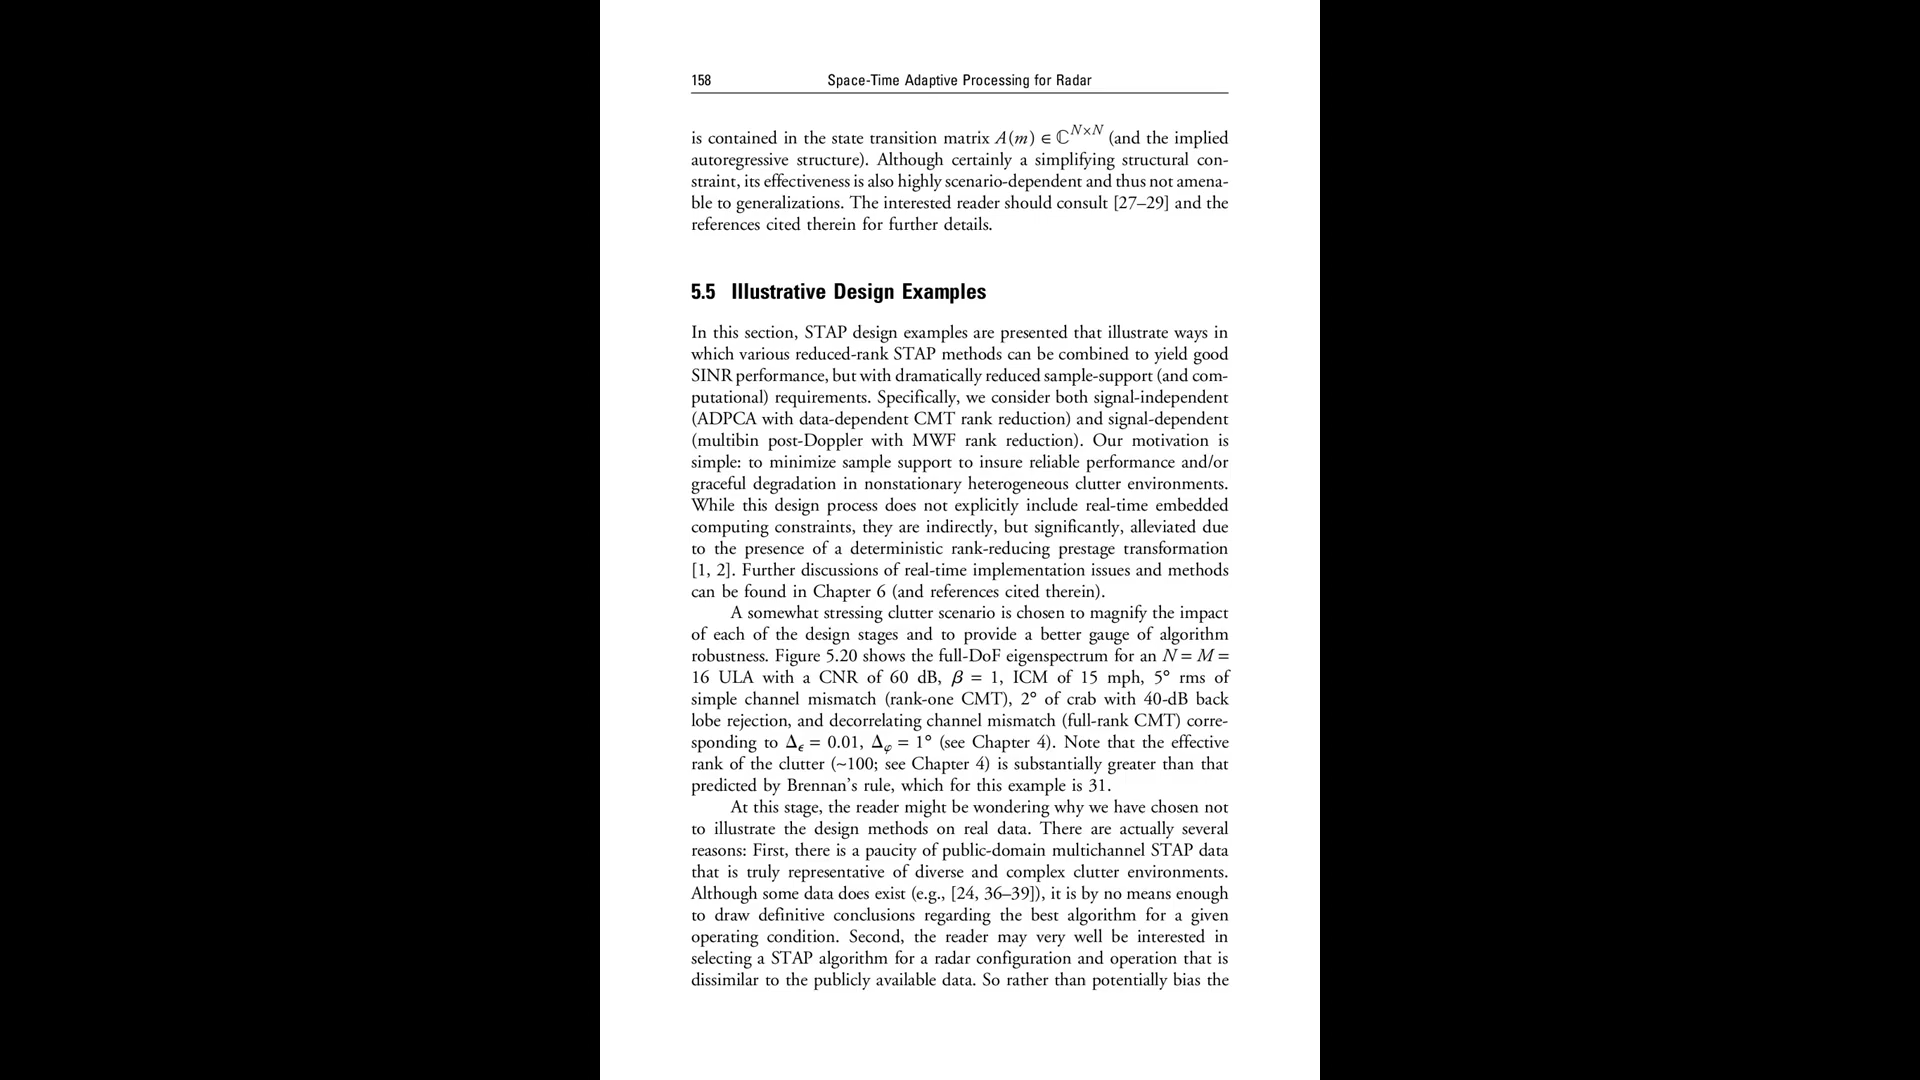 158 Space-Time Adaptive Processing for Radar
is contained in the state transition matrix A(m) ∈ ℂ^{N×N} (and the implied
autoregressive structure). Although certainly a simplifying structural con-
straint, its effectiveness is also highly scenario-dependent and thus not amena-
ble to generalizations. The interested reader should consult [27–29] and the
references cited therein for further details.
5.5 Illustrative Design Examples
In this section, STAP design examples are presented that illustrate ways in
which various reduced-rank STAP methods can be combined to yield good
SINR performance, but with dramatically reduced sample-support (and com-
putational) requirements. Specifically, we consider both signal-independent
(ADPCA with data-dependent CMT rank reduction) and signal-dependent
(multibin post-Doppler with MWF rank reduction). Our motivation is
simple: to minimize sample support to insure reliable performance and/or
graceful degradation in nonstationary heterogeneous clutter environments.
While this design process does not explicitly include real-time embedded
computing constraints, they are indirectly, but significantly, alleviated due
to the presence of a deterministic rank-reducing prestage transformation
[1, 2]. Further discussions of real-time implementation issues and methods
can be found in Chapter 6 (and references cited therein).
A somewhat stressing clutter scenario is chosen to magnify the impact
of each of the design stages and to provide a better gauge of algorithm
robustness. Figure 5.20 shows the full-DoF eigenspectrum for an N = M =
16 ULA with a CNR of 60 dB, β = 1, ICM of 15 mph, 5° rms of
simple channel mismatch (rank-one CMT), 2° of crab with 40-dB back
lobe rejection, and decorrelating channel mismatch (full-rank CMT) corre-
sponding to Δ_ϵ = 0.01, Δ_φ = 1° (see Chapter 4). Note that the effective
rank of the clutter (~100; see Chapter 4) is substantially greater than that
predicted by Brennan's rule, which for this example is 31.
At this stage, the reader might be wondering why we have chosen not
to illustrate the design methods on real data. There are actually several
reasons: First, there is a paucity of public-domain multichannel STAP data
that is truly representative of diverse and complex clutter environments.
Although some data does exist (e.g., [24, 36–39]), it is by no means enough
to draw definitive conclusions regarding the best algorithm for a given
operating condition. Second, the reader may very well be interested in
selecting a STAP algorithm for a radar configuration and operation that is
dissimilar to the publicly available data. So rather than potentially bias the